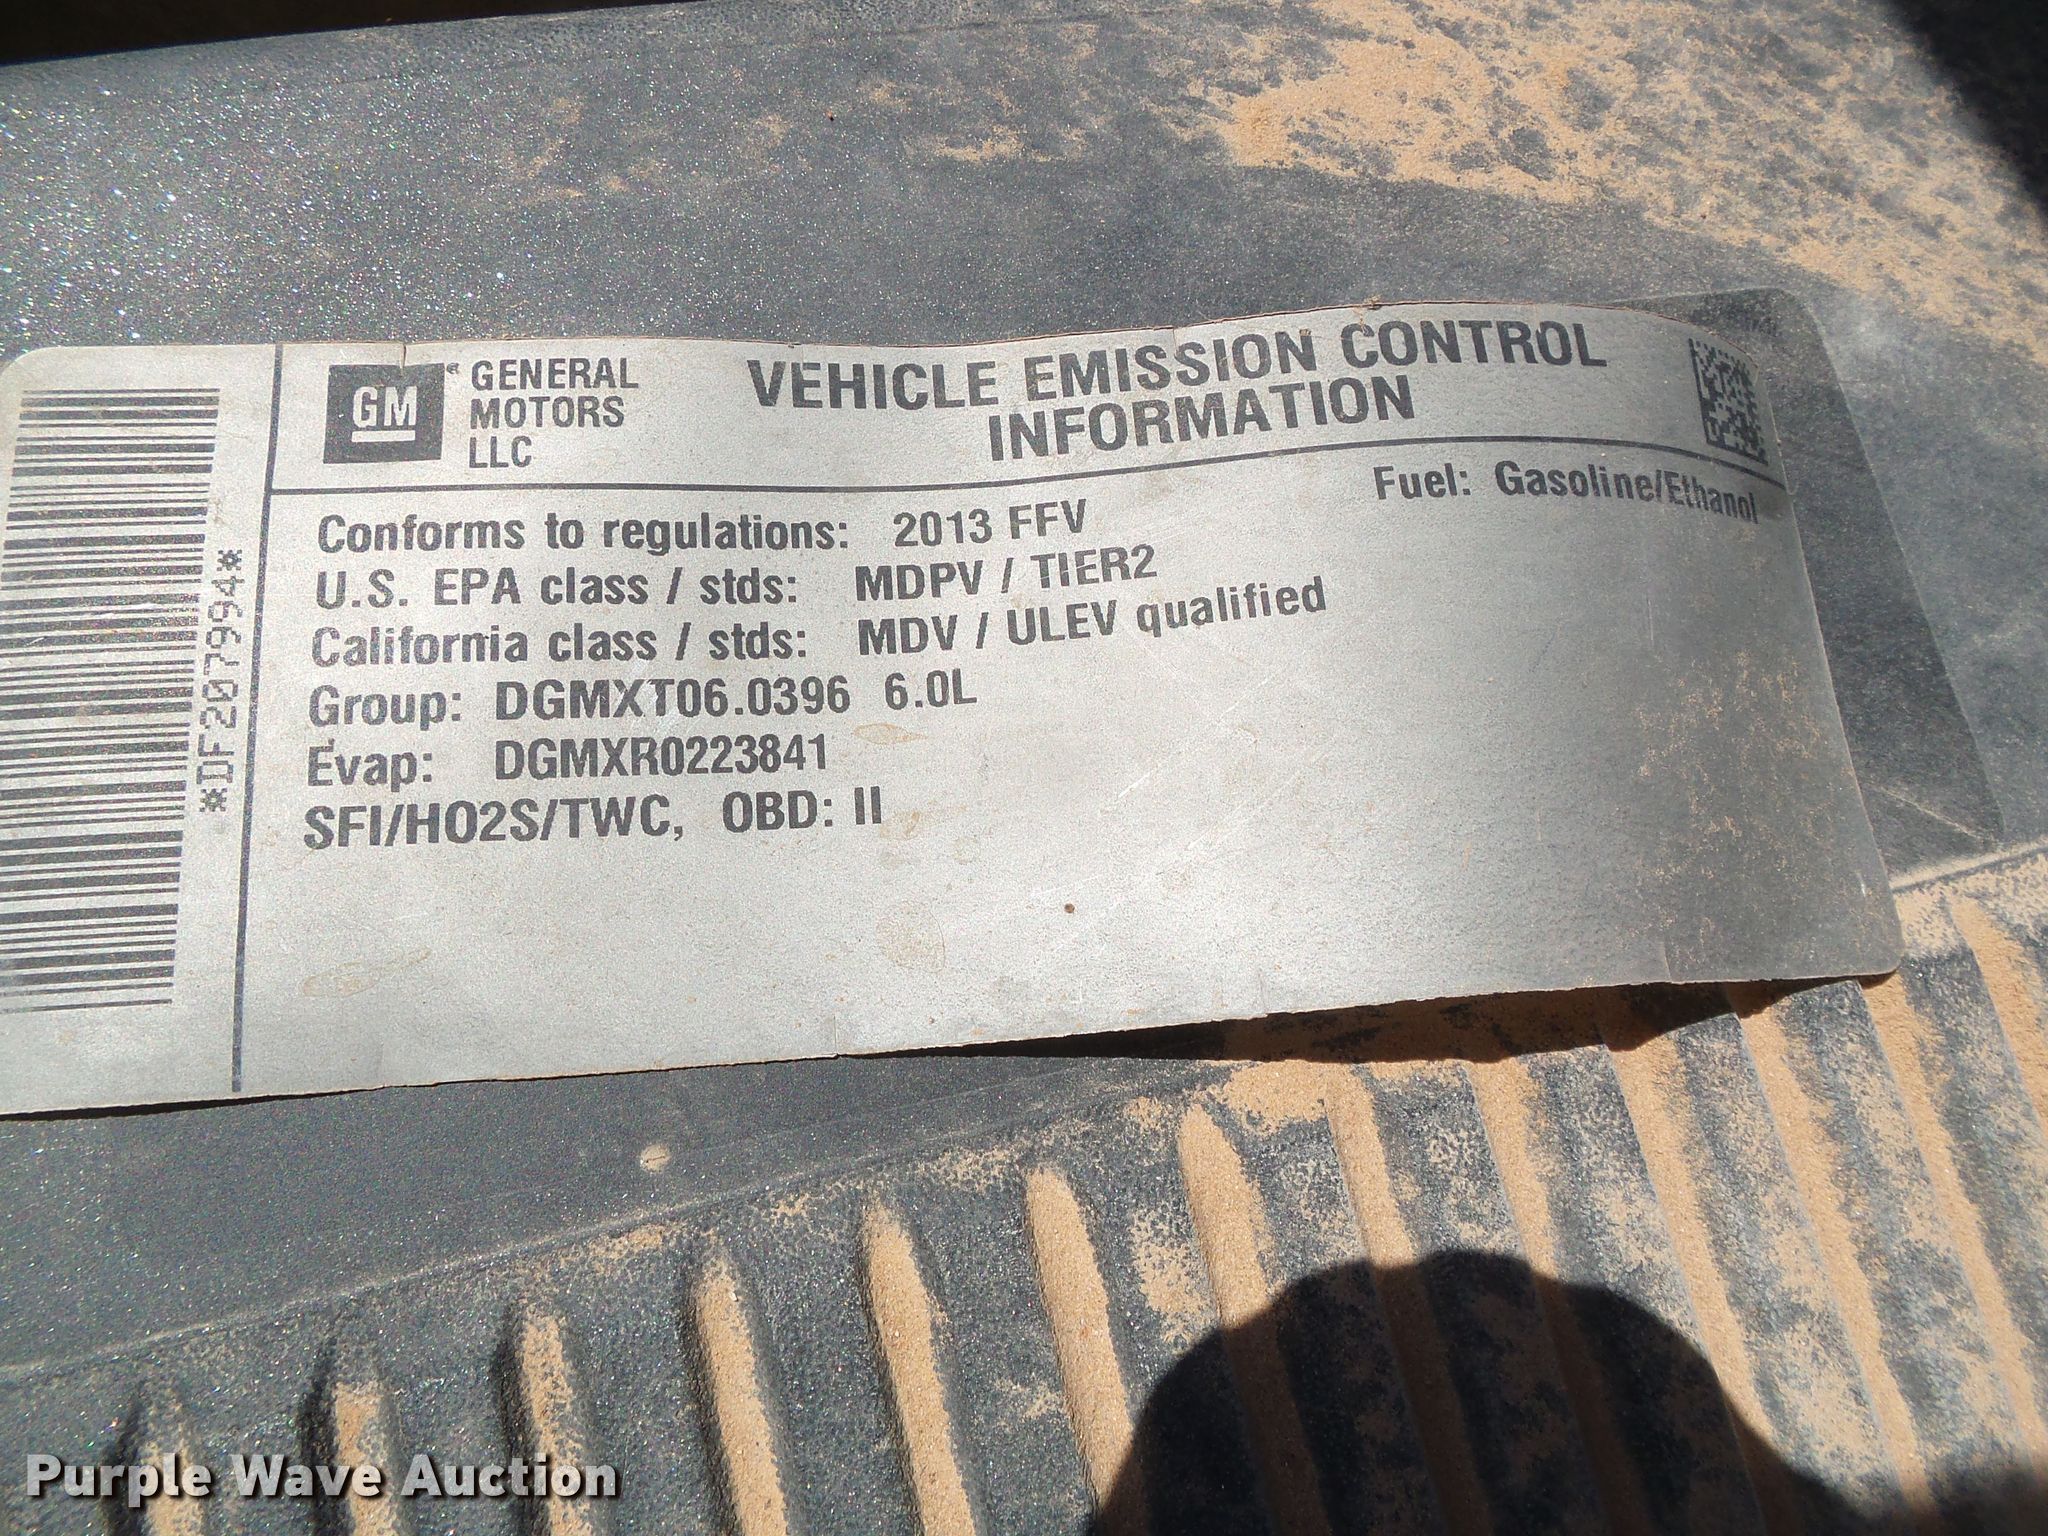 GM
GENERAL
MOTORS
LLC
VEHICLE EMISSION CONTROL
INFORMATION
Fuel: Gasoline/Ethanol
Conforms to regulations: 2013 FFV
U.S. EPA class / stds: MDPV / TIER2
California class / stds: MDV / ULEV qualified
Group: DGMXT06.0396 6.0L
Evap: DGMXR0223841
SFI/HO2S/TWC, OBD: II
*DF207994*
Purple Wave Auction